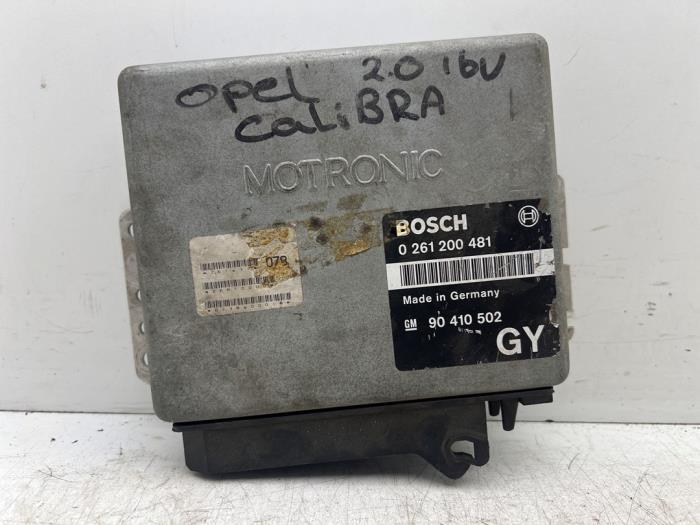 opel 2.0 16V
caliBRA
MOTRONIC
BOSCH
0 261 200 481
079
Made in Germany
GM 90 410 502
GY